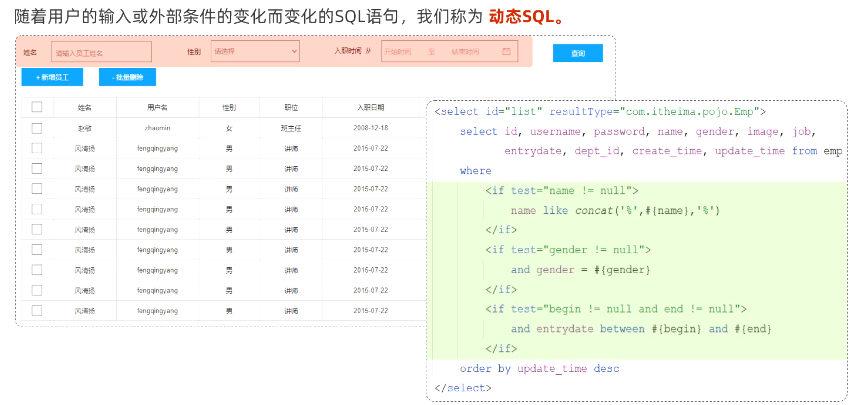 随着用户的输入或外部条件的变化而变化的SQL语句，我们称为 动态SQL。
姓名 请输入员工姓名 性别 请选择 入职时间 从 开始时间 至 结束时间 查询
+ 新增员工 - 批量删除
姓名 用户名 性别 职位 入职日期
赵敏 zhaomin 女 班主任 2008-12-18
风清扬 fengqingyang 男 讲师 2015-07-22
风清扬 fengqingyang 男 讲师 2015-07-22
风清扬 fengqingyang 男 讲师 2015-07-22
风清扬 fengqingyang 男 讲师 2015-07-22
风清扬 fengqingyang 男 讲师 2015-07-22
风清扬 fengqingyang 男 讲师 2015-07-22
风清扬 fengqingyang 男 讲师 2015-07-22
风清扬 fengqingyang 男 讲师 2015-07-22
风清扬 fengqingyang 男 讲师 2015-07-22
<select id="list" resultType="com.itheima.pojo.Emp">
select id, username, password, name, gender, image, job,
entrydate, dept_id, create_time, update_time from emp
where
<if test="name != null">
name like concat('%',#{name},'%')
</if>
<if test="gender != null">
and gender = #{gender}
</if>
<if test="begin != null and end != null">
and entrydate between #{begin} and #{end}
</if>
order by update_time desc
</select>